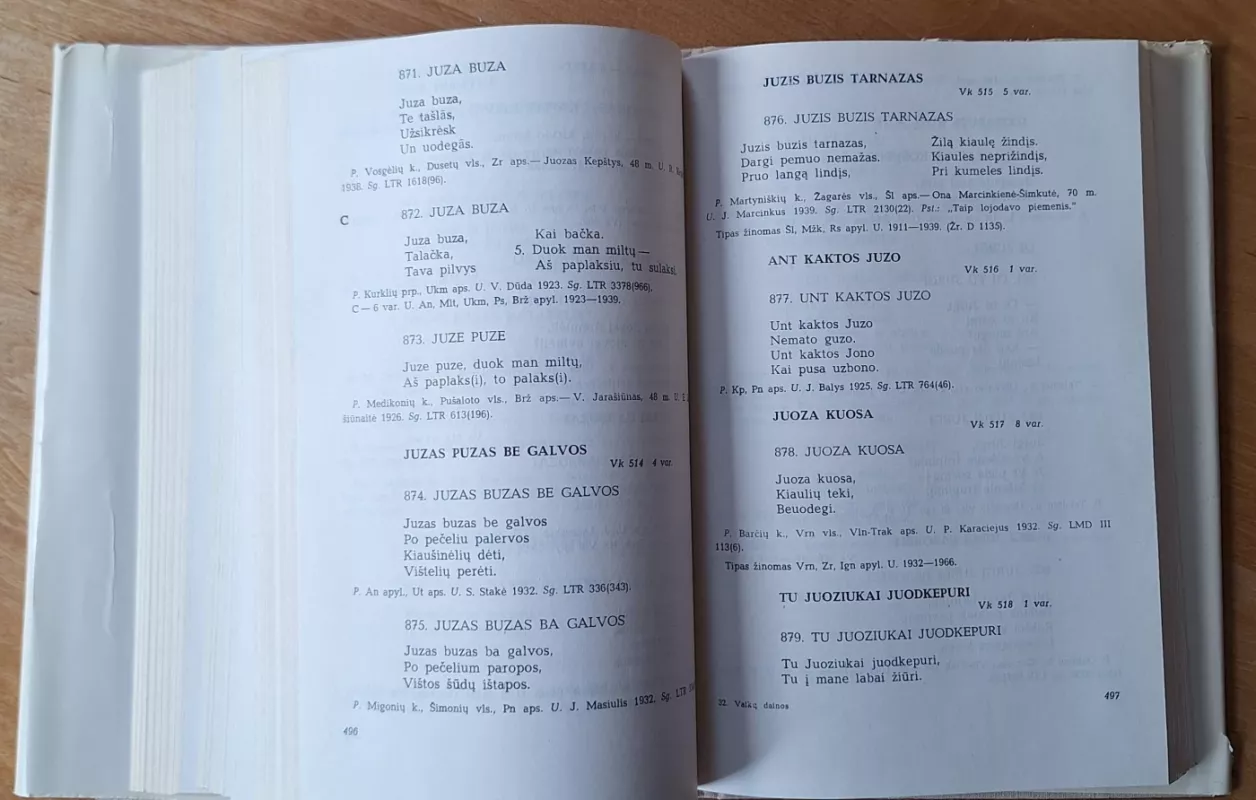 871. JUZA BUZA
Juza buza,
Te tašlās,
Užsikrėsk
Un uodegās.
P. Vosgėlių k., Dusetų vls., Zr aps.— Juozas Kepštys, 48 m. U.
1938. Sg. LTR 1618(96).
C
872. JUZA BUZA
Juza buza,
Talačka,
Tava pilvys
Kai bačka.
5. Duok man miltų —
Aš paplaksiu, tu sulaksi.
P. Kurklių prp., Ukm aps. U. V. Dūda 1923. Sg. LTR 3378(966).
C — 6 var. U. An, Mlt, Ukm, Ps, Brž apyl. 1923—1939.
873. JUZE PUZE
Juze puze, duok man miltų,
Aš paplaks(i), to palaks(i).
P. Medikonių k., Pušaloto vls., Brž aps.— V. Jarašiūnas, 48 m. U.
šiūnaitė 1926. Sg. LTR 613(196).
JUZAS PUZAS BE GALVOS
Vk 514 4 var.
874. JUZAS BUZAS BE GALVOS
Juzas buzas be galvos
Po pečeliu palervos
Kiaušinėlių dėti,
Vištelių perėti.
P. An apyl., Ut aps. U. S. Stakė 1932. Sg. LTR 336(343).
875. JUZAS BUZAS BA GALVOS
Juzas buzas ba galvos,
Po pečelium paropos,
Vištos šūdų ištapos.
P. Migonių k., Šimonių vls., Pn aps. U. J. Masiulis 1932. Sg. LTR
496
JUZIS BUZIS TARNAZAS
Vk 515 5 var.
876. JUZIS BUZIS TARNAZAS
Juzis buzis tarnazas,
Dargi pemuo nemažas.
Pruo langą lindįs,
Žilą kiaulę žindįs.
Kiaules neprižindįs,
Pri kumeles lindįs.
P. Martyniškių k., Žagarės vls., Šl aps.— Ona Marcinkienė-Šimkutė, 70 m.
U. J. Marcinkus 1939. Sg. LTR 2130(22). Pst.: „Taip lojodavo piemenis."
Tipas žinomas Šl, Mžk, Rs apyl. U. 1911—1939. (Žr. D 1135).
ANT KAKTOS JUZO
Vk 516 1 var.
877. UNT KAKTOS JUZO
Unt kaktos Juzo
Nemato guzo.
Unt kaktos Jono
Kai pusa uzbono.
P. Kp, Pn aps. U. J. Balys 1925. Sg. LTR 764(46).
JUOZA KUOSA
Vk 517 8 var.
878. JUOZA KUOSA
Juoza kuosa,
Kiaulių teki,
Beuodegi.
P. Barčių k., Vrn vls., Vln-Trak aps. U. P. Karaciejus 1932. Sg. LMD III
113(6).
Tipas žinomas Vrn, Zr, Ign apyl. U. 1932—1966.
TU JUOZIUKAI JUODKEPURI
Vk 518 1 var.
879. TU JUOZIUKAI JUODKEPURI
Tu Juoziukai juodkepuri,
Tu į mane labai žiūri.
32. Vaikų dainos
497